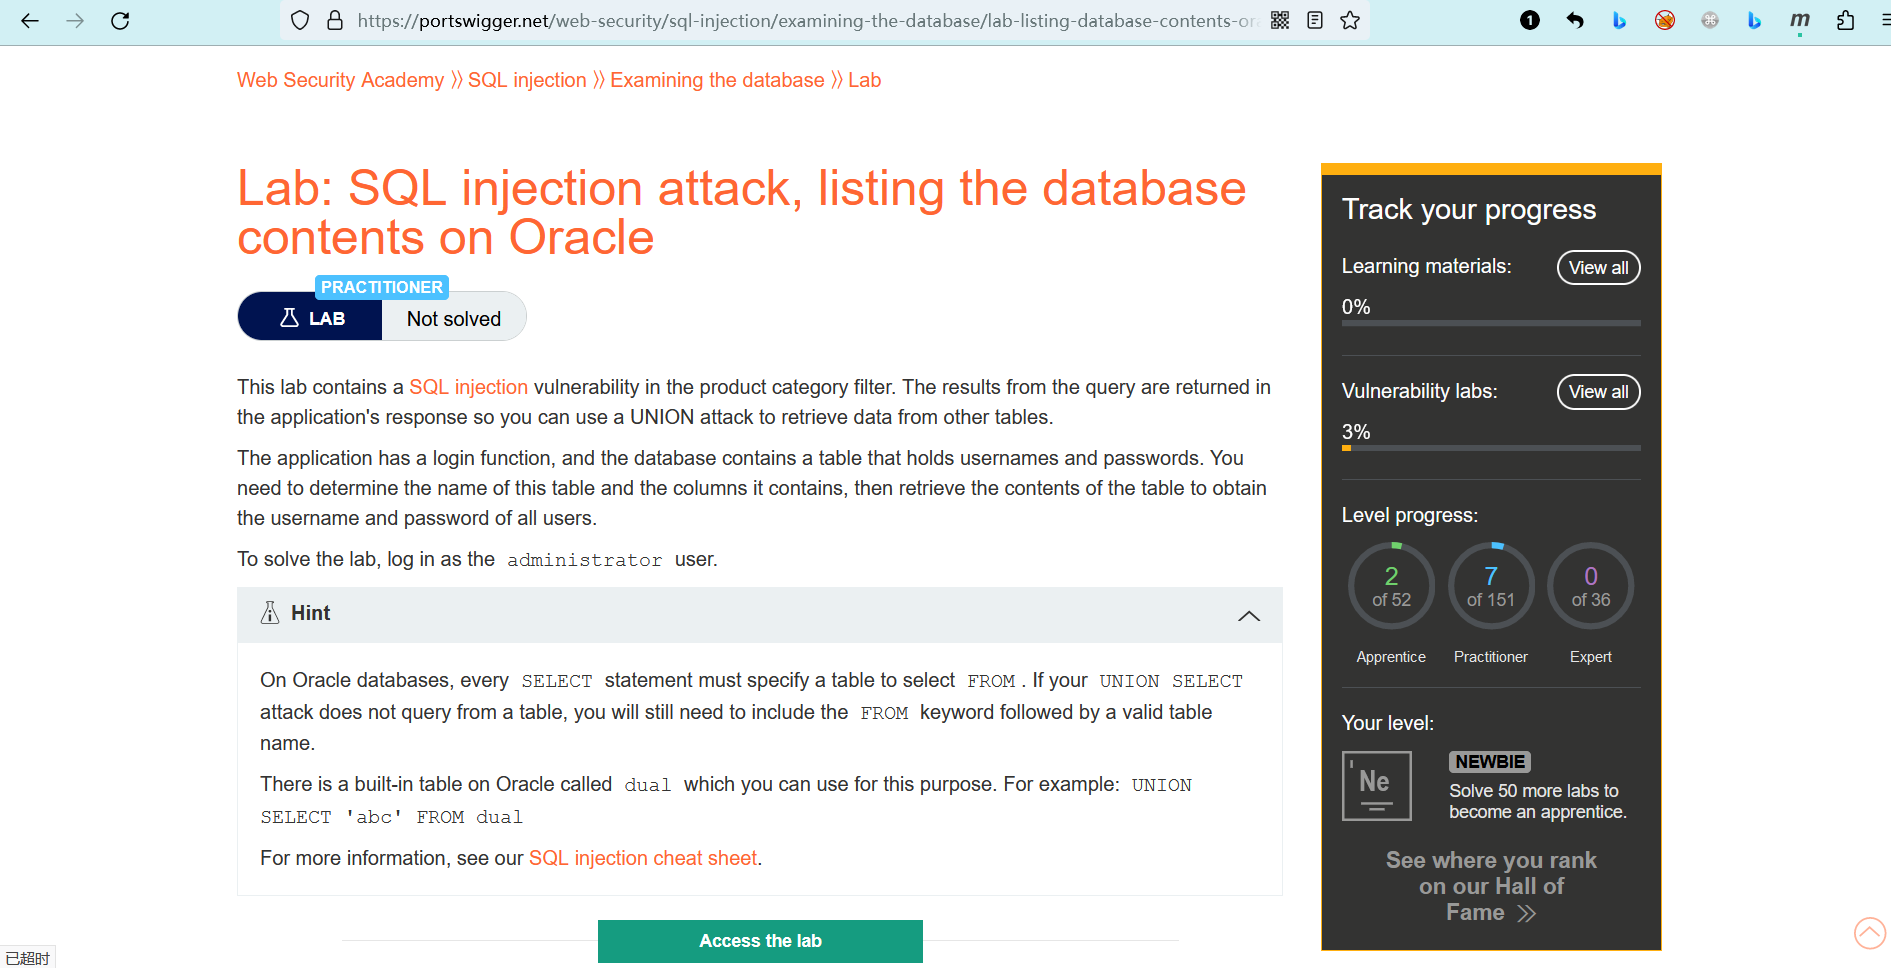 https://portswigger.net/web-security/sql-injection/examining-the-database/lab-listing-database-contents-ora
1
m
Web Security Academy » SQL injection » Examining the database » Lab
Lab: SQL injection attack, listing the database
contents on Oracle
PRACTITIONER
LAB
Not solved
This lab contains a SQL injection vulnerability in the product category filter. The results from the query are returned in
the application's response so you can use a UNION attack to retrieve data from other tables.
The application has a login function, and the database contains a table that holds usernames and passwords. You
need to determine the name of this table and the columns it contains, then retrieve the contents of the table to obtain
the username and password of all users.
To solve the lab, log in as the administrator user.
Hint
On Oracle databases, every SELECT statement must specify a table to select FROM. If your UNION SELECT
attack does not query from a table, you will still need to include the FROM keyword followed by a valid table
name.
There is a built-in table on Oracle called dual which you can use for this purpose. For example: UNION
SELECT 'abc' FROM dual
For more information, see our SQL injection cheat sheet.
Access the lab
Track your progress
Learning materials:
View all
0%
Vulnerability labs:
View all
3%
Level progress:
2
of 52
7
of 151
0
of 36
Apprentice
Practitioner
Expert
Your level:
Ne
NEWBIE
Solve 50 more labs to
become an apprentice.
See where you rank
on our Hall of
Fame »
已超时